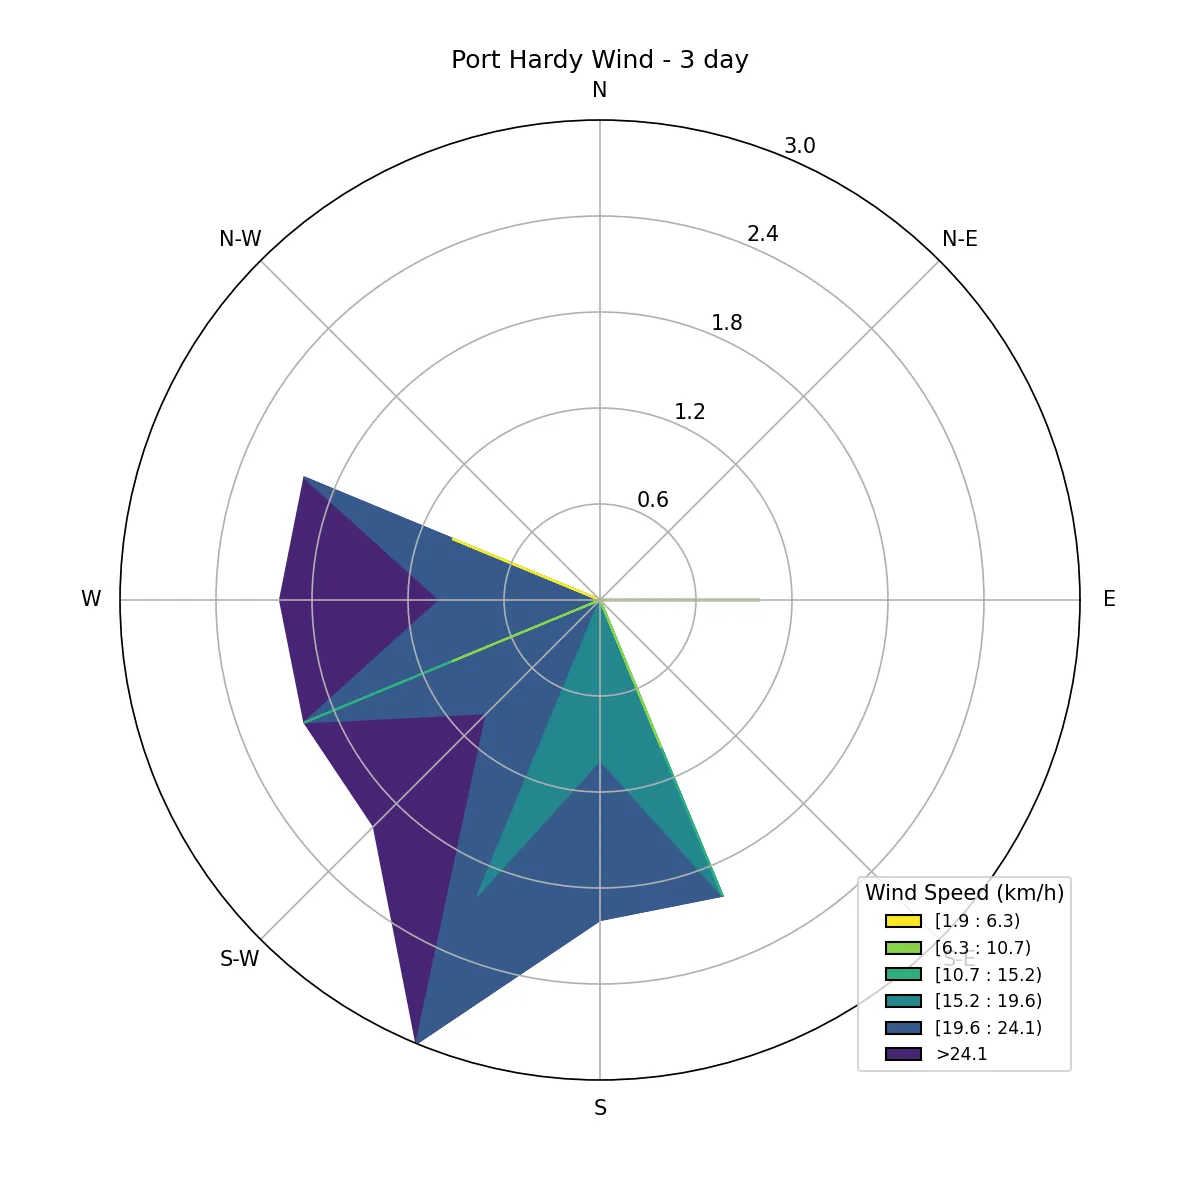 Port Hardy Wind - 3 day
N
3.0
2.4
N-W
N-E
1.8
1.2
0.6
W
E
S-W
S-E
S
Wind Speed (km/h)
[1.9 : 6.3)
[6.3 : 10.7)
[10.7 : 15.2)
[15.2 : 19.6)
[19.6 : 24.1)
>24.1